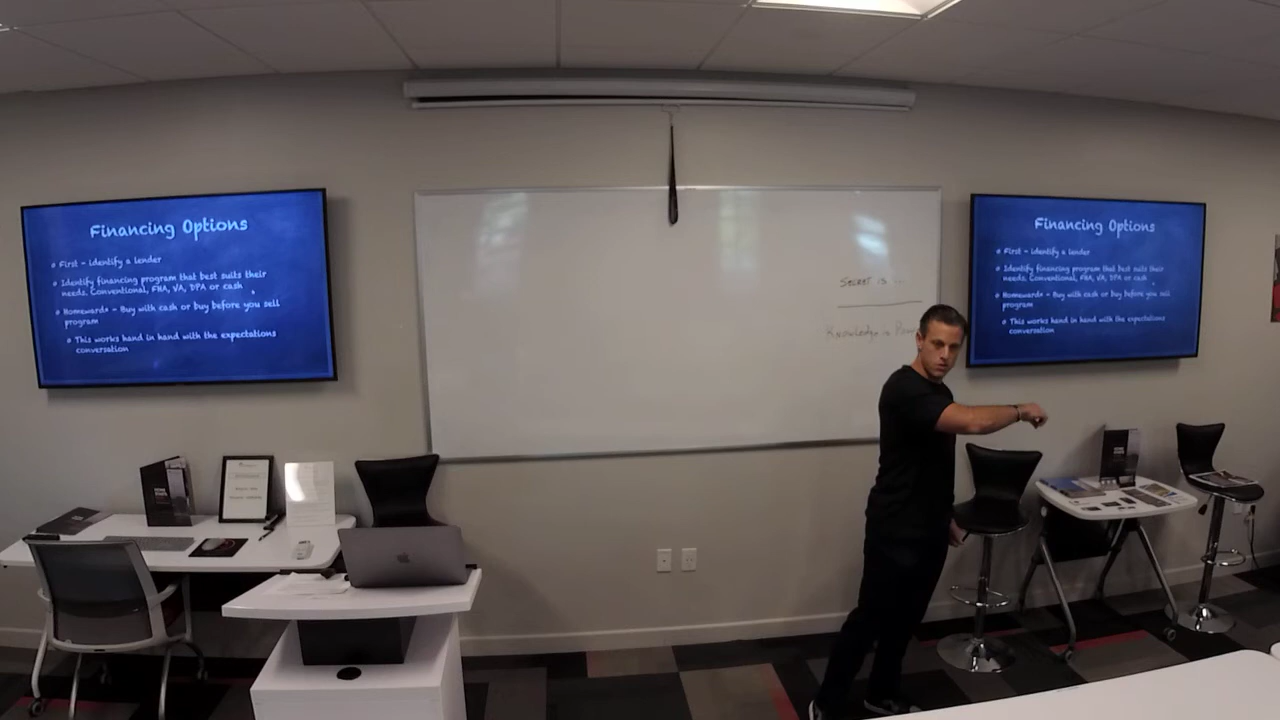 Financing Options
First - identify a lender
Identify financing program that best suits their
needs. Conventional, FHA, VA, DPA or cash
Homewards - Buy with cash or buy before you sell
program
This works hand in hand with the expectations
conversation
Secret is ...
Knowledge is
Financing Options
First - identify a lender
Identify financing program that best suits their
needs. Conventional, FHA, VA, DPA or cash
Homewards - Buy with cash or buy before you sell
program
This works hand in hand with the expectations
conversation